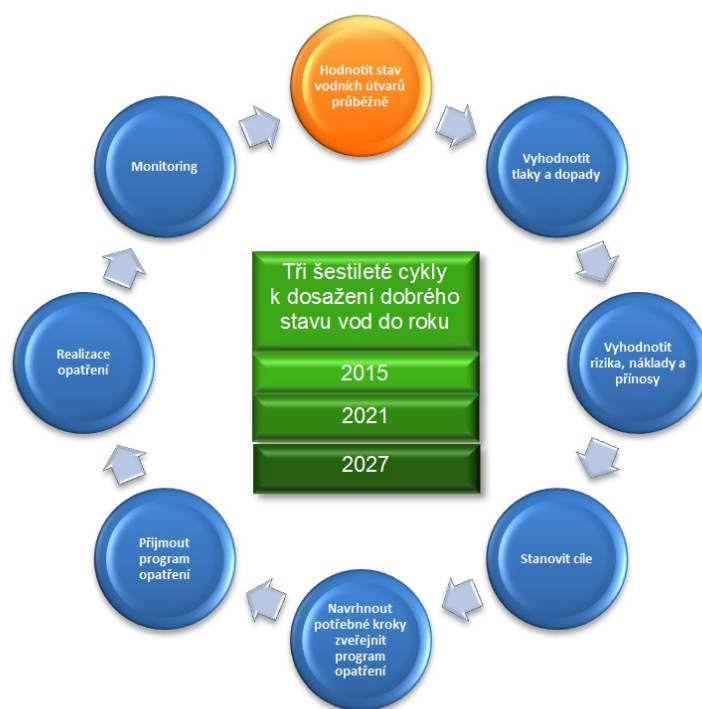 Hodnotit stav
vodních útvarů
průběžně
Vyhodnotit
tlaky a dopady
Vyhodnotit
rizika, náklady a
přínosy
Stanovit cíle
Navrhnout
potřebné kroky
zveřejnit
program
opatření
Přijmout
program
opatření
Realizace
opatření
Monitoring
Tři šestileté cykly
k dosažení dobrého
stavu vod do roku
2015
2021
2027